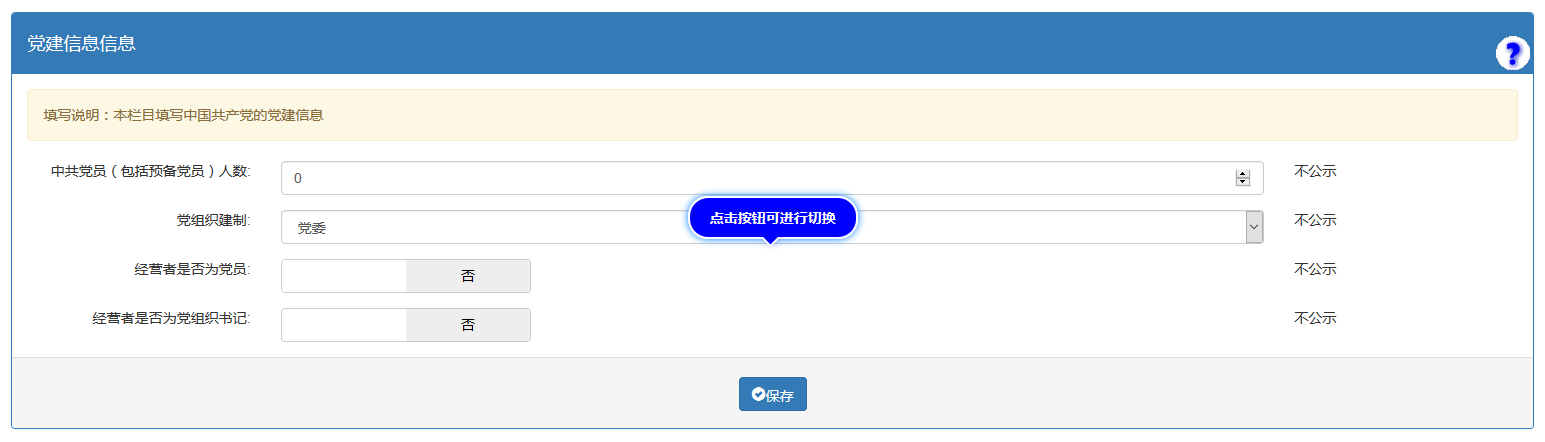 党建信息信息
?
填写说明：本栏目填写中国共产党的党建信息
中共党员（包括预备党员）人数: 0 不公示
点击按钮可进行切换
党组织建制: 党委 不公示
经营者是否为党员: 否 不公示
经营者是否为党组织书记: 否 不公示
保存